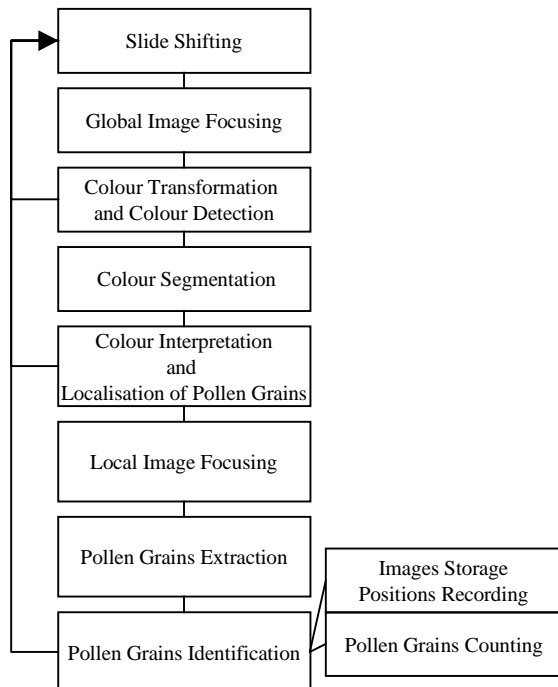 Slide Shifting
Global Image Focusing
Colour Transformation
and Colour Detection
Colour Segmentation
Colour Interpretation
and
Localisation of Pollen Grains
Local Image Focusing
Pollen Grains Extraction
Pollen Grains Identification
Images Storage
Positions Recording
Pollen Grains Counting